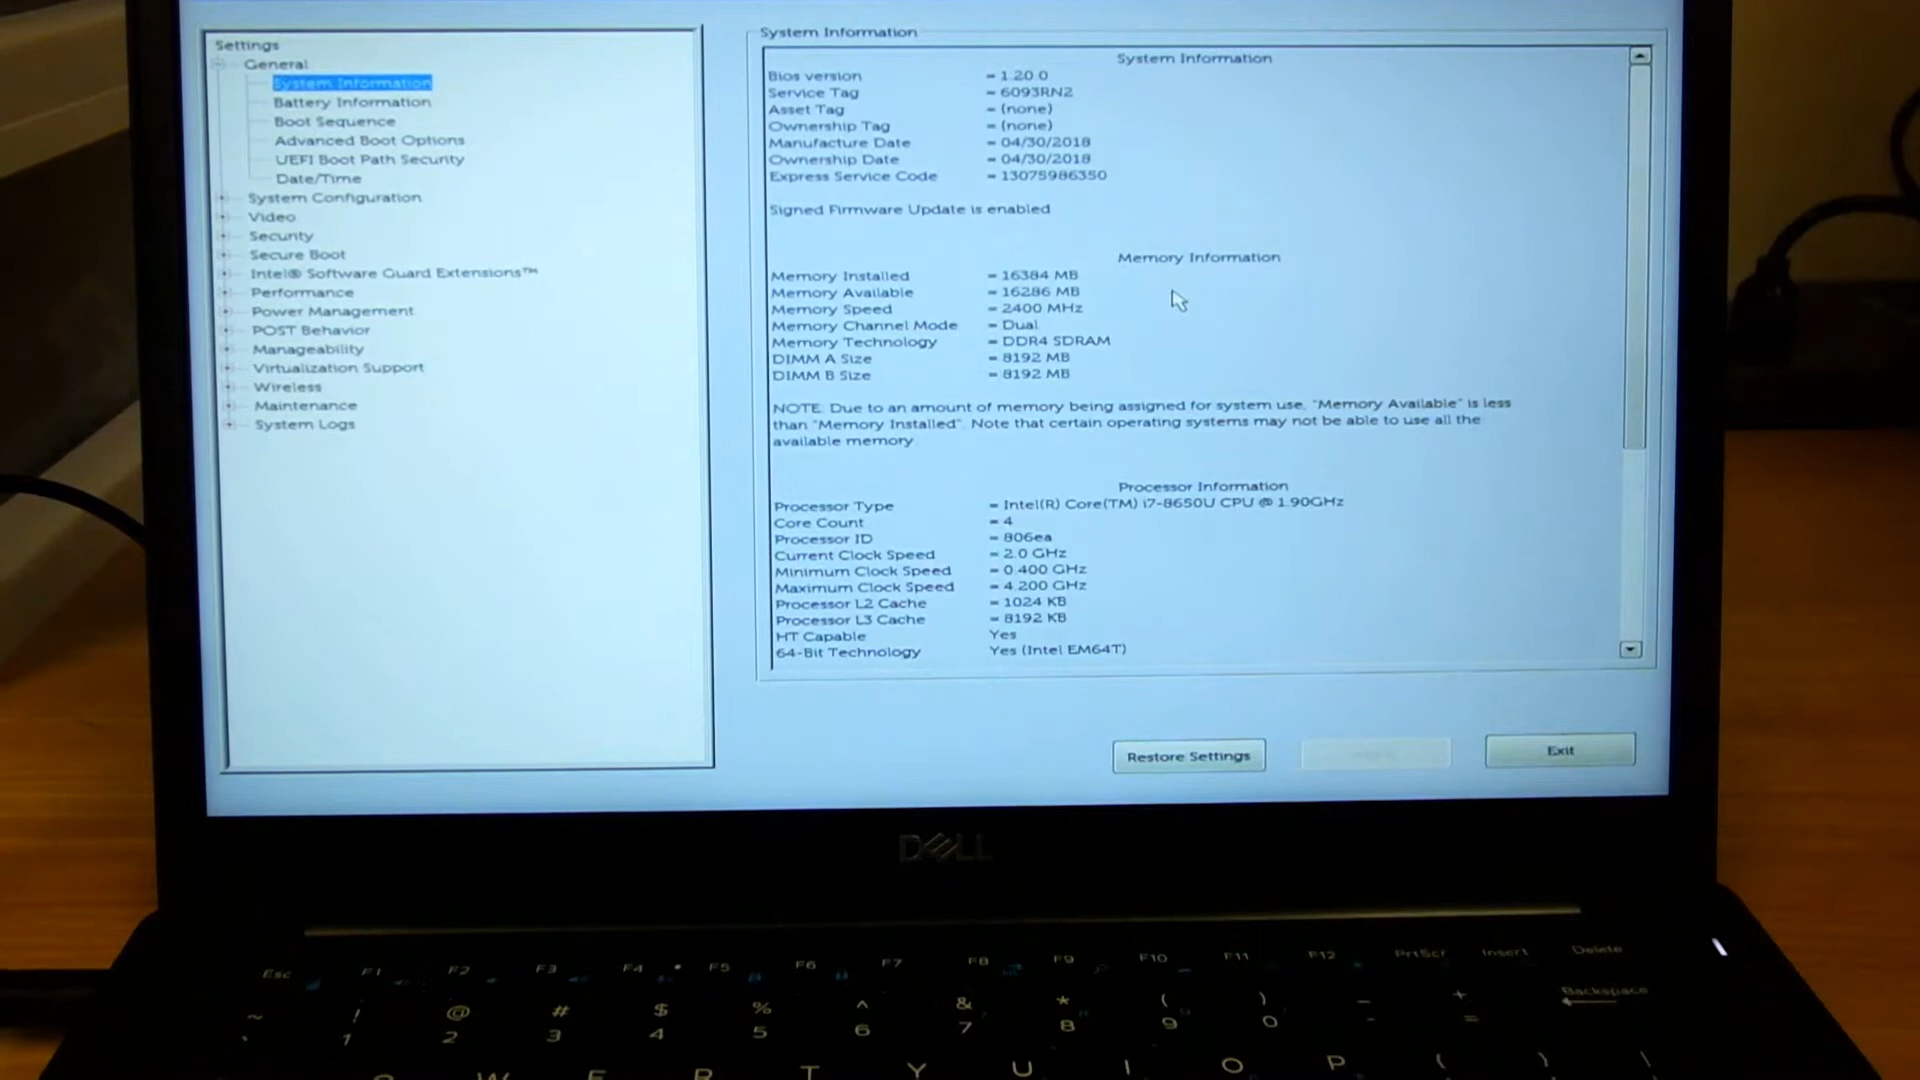 Settings
General
System Information
Battery Information
Boot Sequence
Advanced Boot Options
UEFI Boot Path Security
Date/Time
System Configuration
Video
Security
Secure Boot
Intel® Software Guard Extensions™
Performance
Power Management
POST Behavior
Manageability
Virtualization Support
Wireless
Maintenance
System Logs
System Information
System Information
Bios version = 1.20.0
Service Tag = 6093RN2
Asset Tag = (none)
Ownership Tag = (none)
Manufacture Date = 04/30/2018
Ownership Date = 04/30/2018
Express Service Code = 13075986350
Signed Firmware Update is enabled
Memory Information
Memory Installed = 16384 MB
Memory Available = 16286 MB
Memory Speed = 2400 MHz
Memory Channel Mode = Dual
Memory Technology = DDR4 SDRAM
DIMM A Size = 8192 MB
DIMM B Size = 8192 MB
NOTE: Due to an amount of memory being assigned for system use, "Memory Available" is less
than "Memory Installed". Note that certain operating systems may not be able to use all the
available memory.
Processor Information
Processor Type = Intel(R) Core(TM) i7-8650U CPU @ 1.90GHz
Core Count = 4
Processor ID = 806ea
Current Clock Speed = 2.0 GHz
Minimum Clock Speed = 0.400 GHz
Maximum Clock Speed = 4.200 GHz
Processor L2 Cache = 1024 KB
Processor L3 Cache = 8192 KB
HT Capable Yes
64-Bit Technology Yes (Intel EM64T)
Restore Settings Exit
DELL
Esc F1 F2 F3 F4 F5 F6 F7 F8 F9 F10 F11 F12 PrtScr Insert Delete
~ ! @ # $ % ^ & * ( ) _ + Backspace
` 1 2 3 4 5 6 7 8 9 0 - =
W E R T Y U I O P